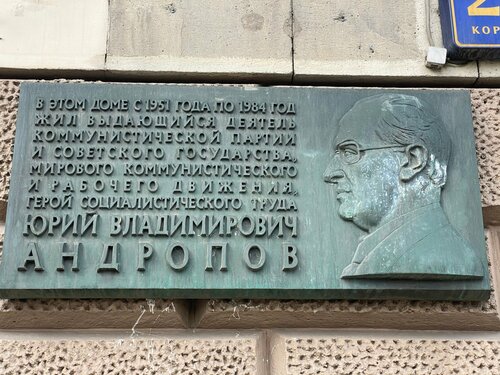 В ЭТОМ ДОМЕ С 1951 ГОДА ПО 1984 ГОД
ЖИЛ ВЫДАЮЩИЙСЯ ДЕЯТЕЛЬ
КОММУНИСТИЧЕСКОЙ ПАРТИИ
И СОВЕТСКОГО ГОСУДАРСТВА,
МИРОВОГО КОММУНИСТИЧЕСКОГО
И РАБОЧЕГО ДВИЖЕНИЯ,
ГЕРОЙ СОЦИАЛИСТИЧЕСКОГО ТРУДА
ЮРИЙ ВЛАДИМИРОВИЧ
АНДРОПОВ
КОР